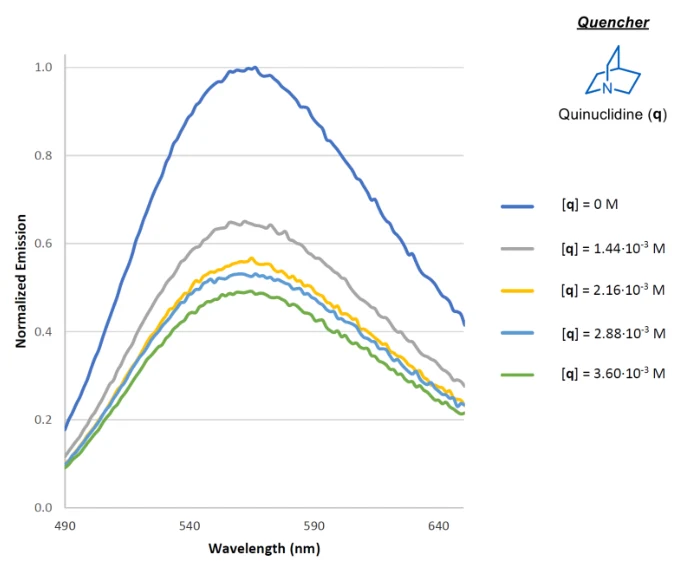 Quencher
N
Quinuclidine (q)
1.0
0.8
0.6
0.4
0.2
0.0
Normalized Emission
490
540
590
640
Wavelength (nm)
[q] = 0 M
[q] = 1.44·10⁻³ M
[q] = 2.16·10⁻³ M
[q] = 2.88·10⁻³ M
[q] = 3.60·10⁻³ M